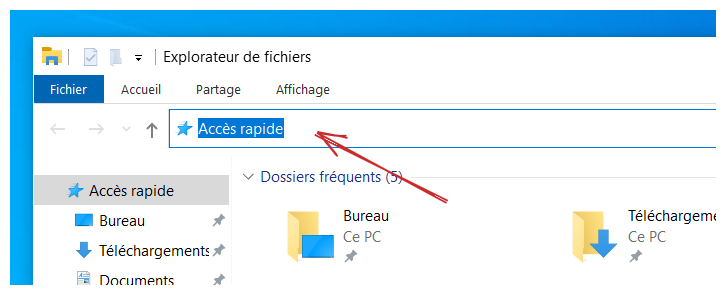 Explorateur de fichiers
Fichier Accueil Partage Affichage
Accès rapide
Accès rapide
Bureau
Téléchargements
Documents
Dossiers fréquents (5)
Bureau
Ce PC
Téléchargeme
Ce PC